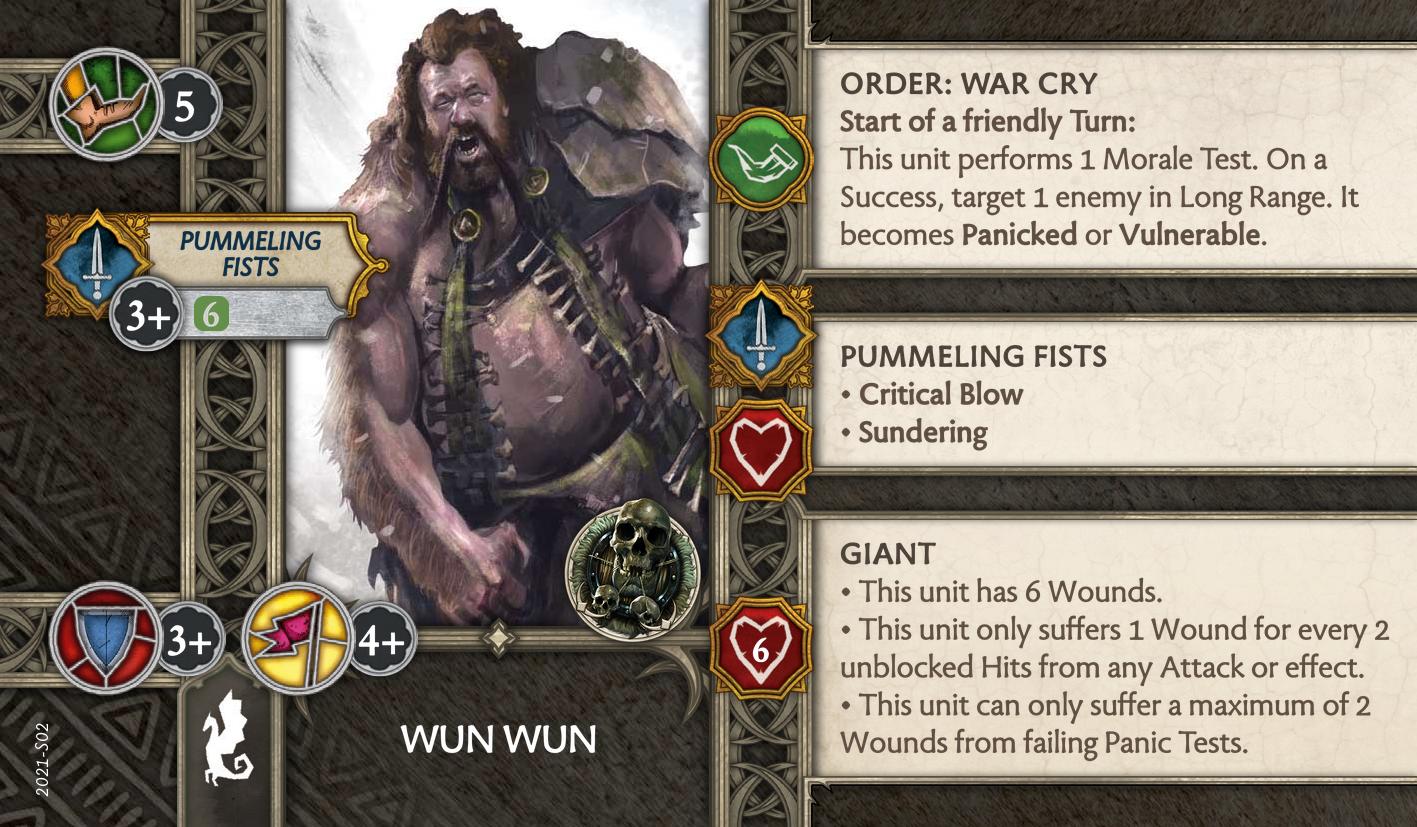 5
PUMMELING
FISTS
3+ 6
3+ 4+
WUN WUN
2021-S02
ORDER: WAR CRY
Start of a friendly Turn:
This unit performs 1 Morale Test. On a
Success, target 1 enemy in Long Range. It
becomes Panicked or Vulnerable.
PUMMELING FISTS
• Critical Blow
• Sundering
GIANT
• This unit has 6 Wounds.
• This unit only suffers 1 Wound for every 2
unblocked Hits from any Attack or effect.
• This unit can only suffer a maximum of 2
Wounds from failing Panic Tests.
6